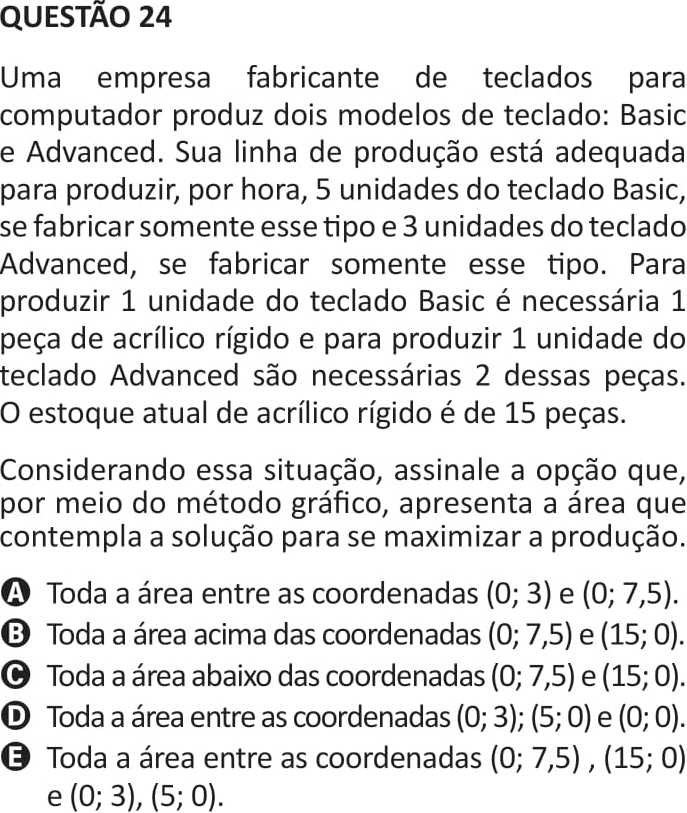 QUESTÃO 24
Uma empresa fabricante de teclados para
computador produz dois modelos de teclado: Basic
e Advanced. Sua linha de produção está adequada
para produzir, por hora, 5 unidades do teclado Basic,
se fabricar somente esse tipo e 3 unidades do teclado
Advanced, se fabricar somente esse tipo. Para
produzir 1 unidade do teclado Basic é necessária 1
peça de acrílico rígido e para produzir 1 unidade do
teclado Advanced são necessárias 2 dessas peças.
O estoque atual de acrílico rígido é de 15 peças.
Considerando essa situação, assinale a opção que,
por meio do método gráfico, apresenta a área que
contempla a solução para se maximizar a produção.
A Toda a área entre as coordenadas (0; 3) e (0; 7,5).
B Toda a área acima das coordenadas (0; 7,5) e (15; 0).
C Toda a área abaixo das coordenadas (0; 7,5) e (15; 0).
D Toda a área entre as coordenadas (0; 3); (5; 0) e (0; 0).
E Toda a área entre as coordenadas (0; 7,5) , (15; 0)
e (0; 3), (5; 0).